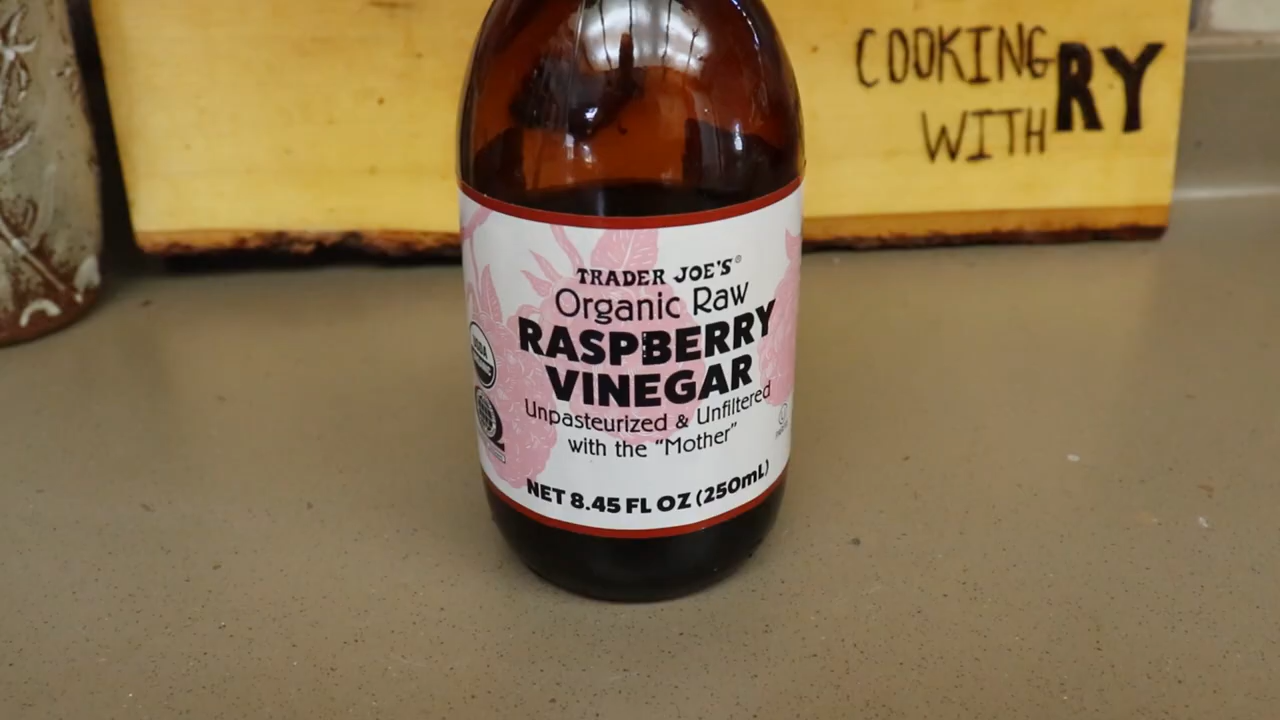 COOKING
WITH RY
TRADER JOE'S®
Organic Raw
RASPBERRY
VINEGAR
Unpasteurized & Unfiltered
with the "Mother"
NET 8.45 FL OZ (250mL)
USDA